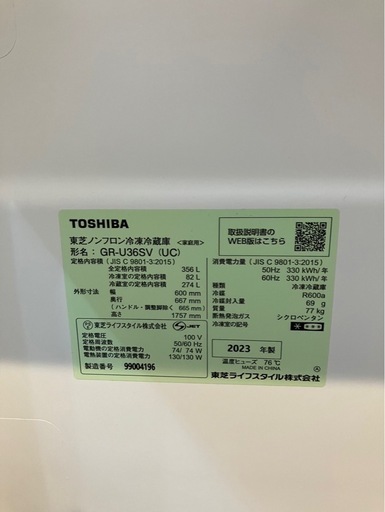 TOSHIBA
東芝ノンフロン冷凍冷蔵庫 <家庭用>
形名： GR-U36SV (UC)
定格内容積 (JIS C 9801-3:2015)
全定格内容積 356 L
冷凍室の定格内容積 82 L
冷蔵室の定格内容積 274 L
外形寸法 幅 600 mm
奥行 667 mm
(ハンドル・調整脚除く 665 mm)
高さ 1757 mm
東芝ライフスタイル株式会社 JET
定格電圧 100 V
定格周波数 50/60 Hz
電動機の定格消費電力 74/ 74 W
電熱装置の定格消費電力 130/130 W
製造番号 99004196
取扱説明書の
WEB版はこちら
消費電力量 (JIS C 9801-3:2015)
50Hz 330 kWh/年
60Hz 330 kWh/年
種類 冷凍冷蔵庫
冷媒 R600a
冷媒封入量 69 g
質量 77 kg
断熱発泡ガス シクロペンタン
冷凍室の記号
2023 年製
温度ヒューズ 76℃
MADE IN CHINA
東芝ライフスタイル株式会社